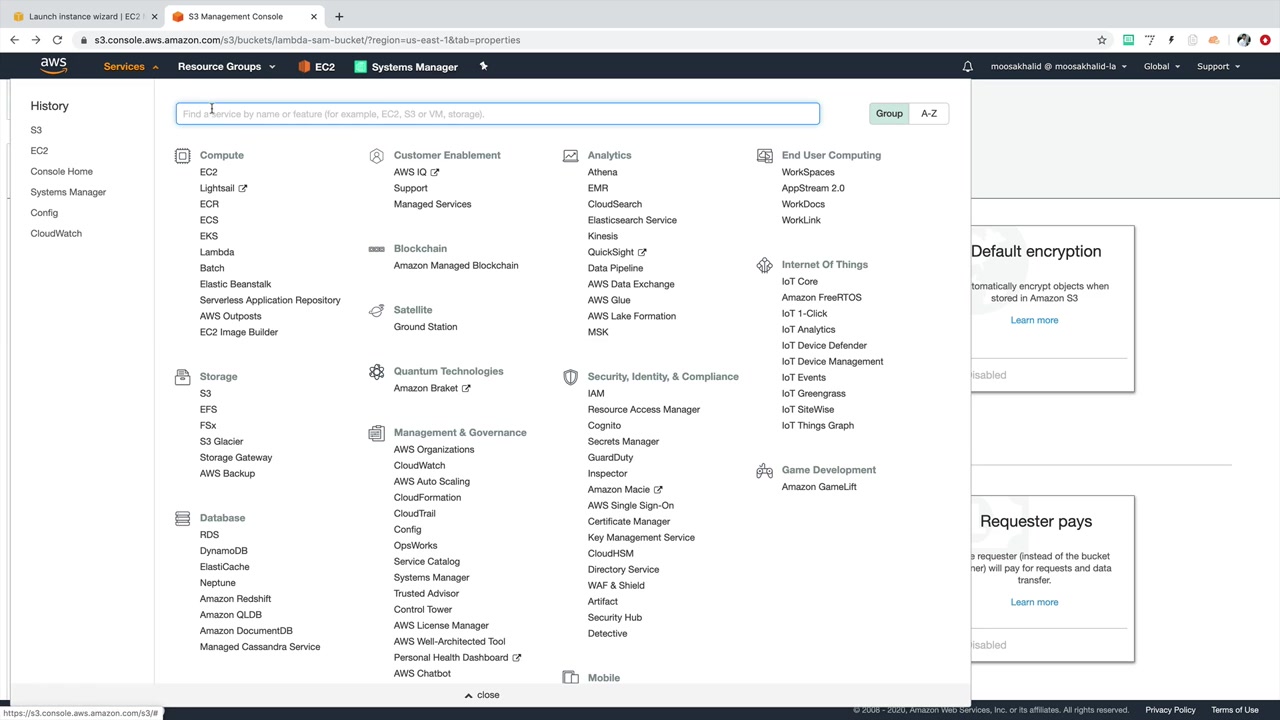 Launch instance wizard | EC2
S3 Management Console
s3.console.aws.amazon.com/s3/buckets/lambda-sam-bucket/?region=us-east-1&tab=properties
aws
Services
Resource Groups
EC2
Systems Manager
moosakhalid @ moosakhalid-la
Global
Support
History
S3
EC2
Console Home
Systems Manager
Config
CloudWatch
Find a service by name or feature (for example, EC2, S3 or VM, storage).
Group
A-Z
Compute
EC2
Lightsail
ECR
ECS
EKS
Lambda
Batch
Elastic Beanstalk
Serverless Application Repository
AWS Outposts
EC2 Image Builder
Storage
S3
EFS
FSx
S3 Glacier
Storage Gateway
AWS Backup
Database
RDS
DynamoDB
ElastiCache
Neptune
Amazon Redshift
Amazon QLDB
Amazon DocumentDB
Managed Cassandra Service
Customer Enablement
AWS IQ
Support
Managed Services
Blockchain
Amazon Managed Blockchain
Satellite
Ground Station
Quantum Technologies
Amazon Braket
Management & Governance
AWS Organizations
CloudWatch
AWS Auto Scaling
CloudFormation
CloudTrail
Config
OpsWorks
Service Catalog
Systems Manager
Trusted Advisor
Control Tower
AWS License Manager
AWS Well-Architected Tool
Personal Health Dashboard
AWS Chatbot
Analytics
Athena
EMR
CloudSearch
Elasticsearch Service
Kinesis
QuickSight
Data Pipeline
AWS Data Exchange
AWS Glue
AWS Lake Formation
MSK
Security, Identity, & Compliance
IAM
Resource Access Manager
Cognito
Secrets Manager
GuardDuty
Inspector
Amazon Macie
AWS Single Sign-On
Certificate Manager
Key Management Service
CloudHSM
Directory Service
WAF & Shield
Artifact
Security Hub
Detective
Mobile
End User Computing
WorkSpaces
AppStream 2.0
WorkDocs
WorkLink
Internet Of Things
IoT Core
Amazon FreeRTOS
IoT 1-Click
IoT Analytics
IoT Device Defender
IoT Device Management
IoT Events
IoT Greengrass
IoT SiteWise
IoT Things Graph
Game Development
Amazon GameLift
Default encryption
tomatically encrypt objects when
stored in Amazon S3
Learn more
isabled
Requester pays
e requester (instead of the bucket
ner) will pay for requests and data
transfer.
Learn more
isabled
close
https://s3.console.aws.amazon.com/s3/#
© 2008 - 2020, Amazon Web Services, Inc. or its affiliates. All rights reserved.
Privacy Policy
Terms of Use